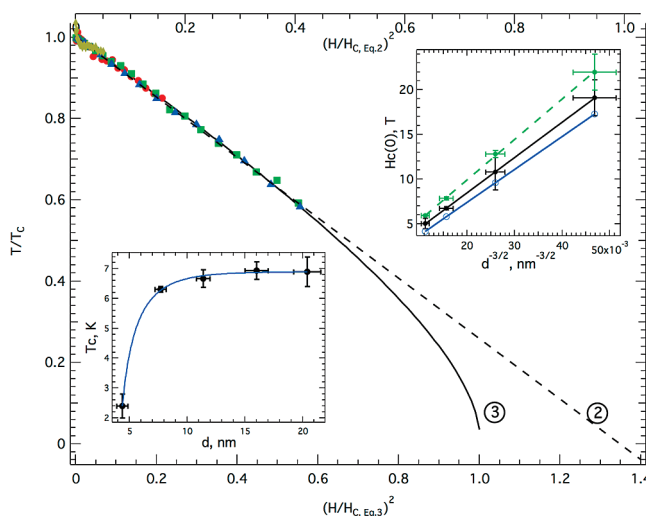 0 0.2 0.4 0.6 0.8 1.0
(H/H_C, Eq.2)^2
1.0
0.8
0.6
0.4
0.2
0
T/T_C
20
15
10
5
Hc(0), T
10 20 30 40 50x10^-3
d^-3/2, nm^-3/2
7
6
5
4
3
2
Tc, K
5 10 15 20
d, nm
3
2
0 0.2 0.4 0.6 0.8 1.0 1.2 1.4
(H/H_C, Eq.3)^2